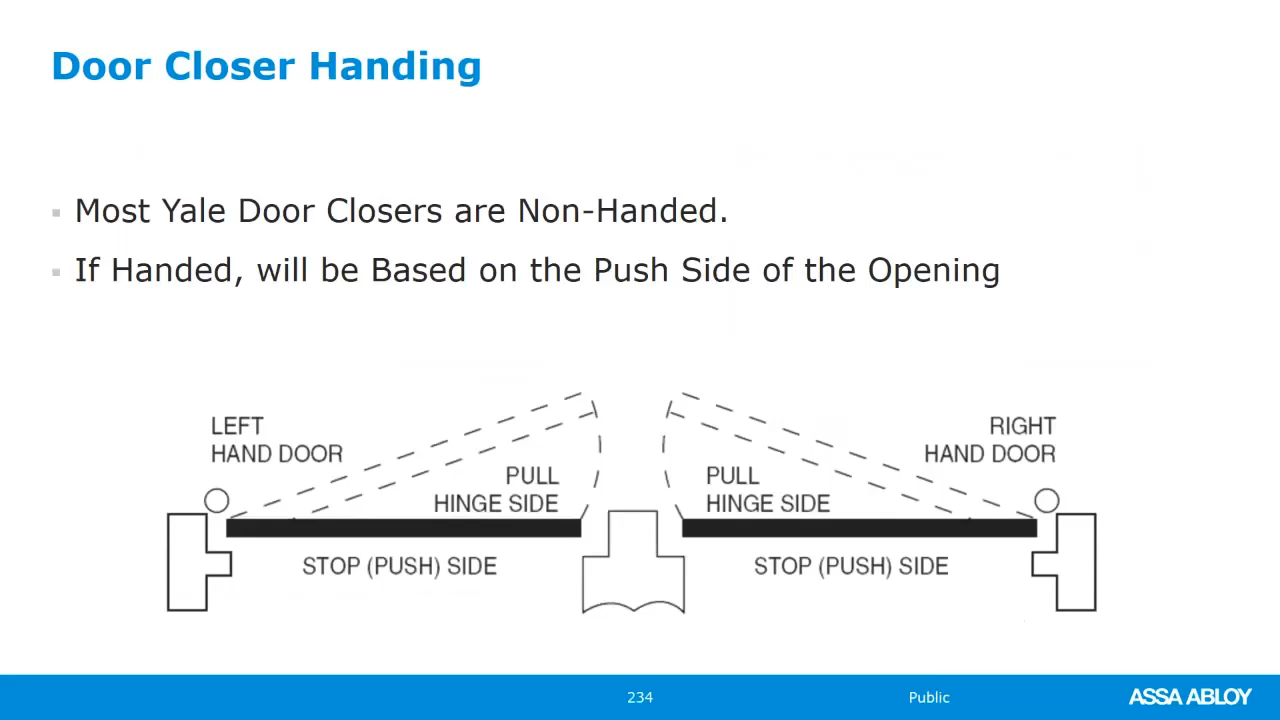 Door Closer Handing
Most Yale Door Closers are Non-Handed.
If Handed, will be Based on the Push Side of the Opening
LEFT
HAND DOOR
PULL
HINGE SIDE
STOP (PUSH) SIDE
RIGHT
HAND DOOR
PULL
HINGE SIDE
STOP (PUSH) SIDE
234
Public
ASSA ABLOY